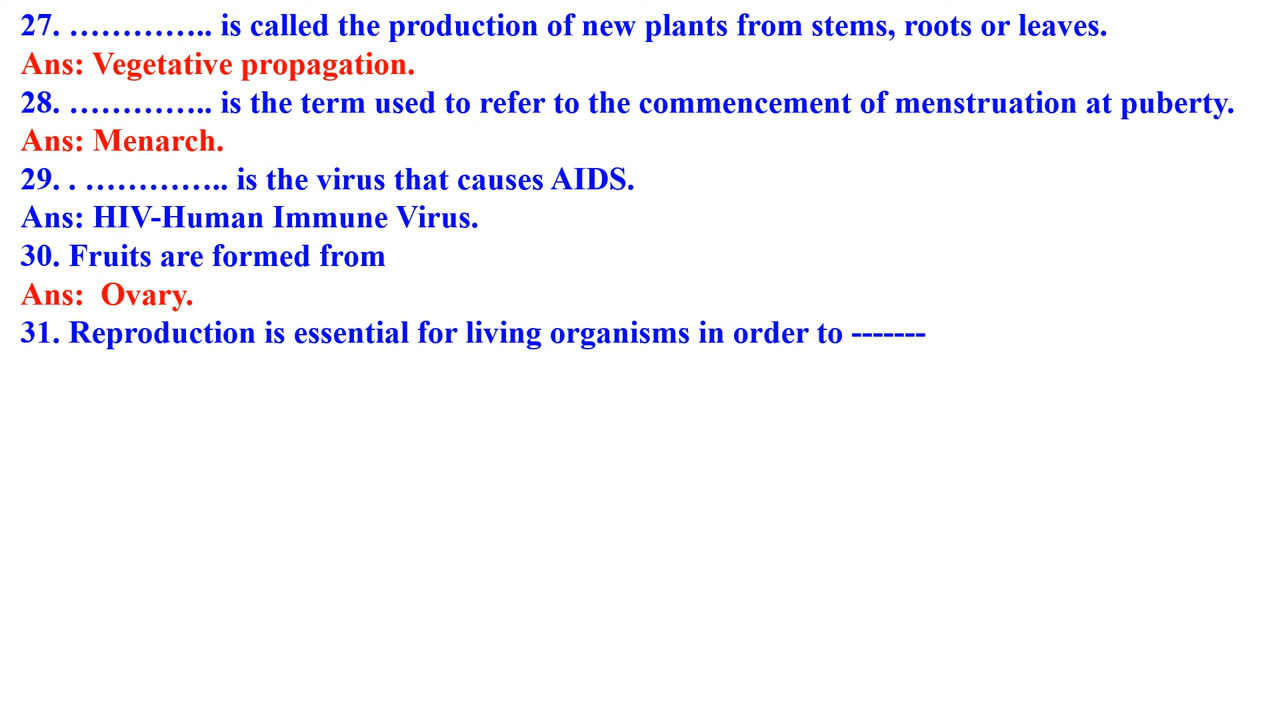 27. ………….. is called the production of new plants from stems, roots or leaves.
Ans: Vegetative propagation.
28. ………….. is the term used to refer to the commencement of menstruation at puberty.
Ans: Menarch.
29. . ………….. is the virus that causes AIDS.
Ans: HIV-Human Immune Virus.
30. Fruits are formed from
Ans:  Ovary.
31. Reproduction is essential for living organisms in order to -------